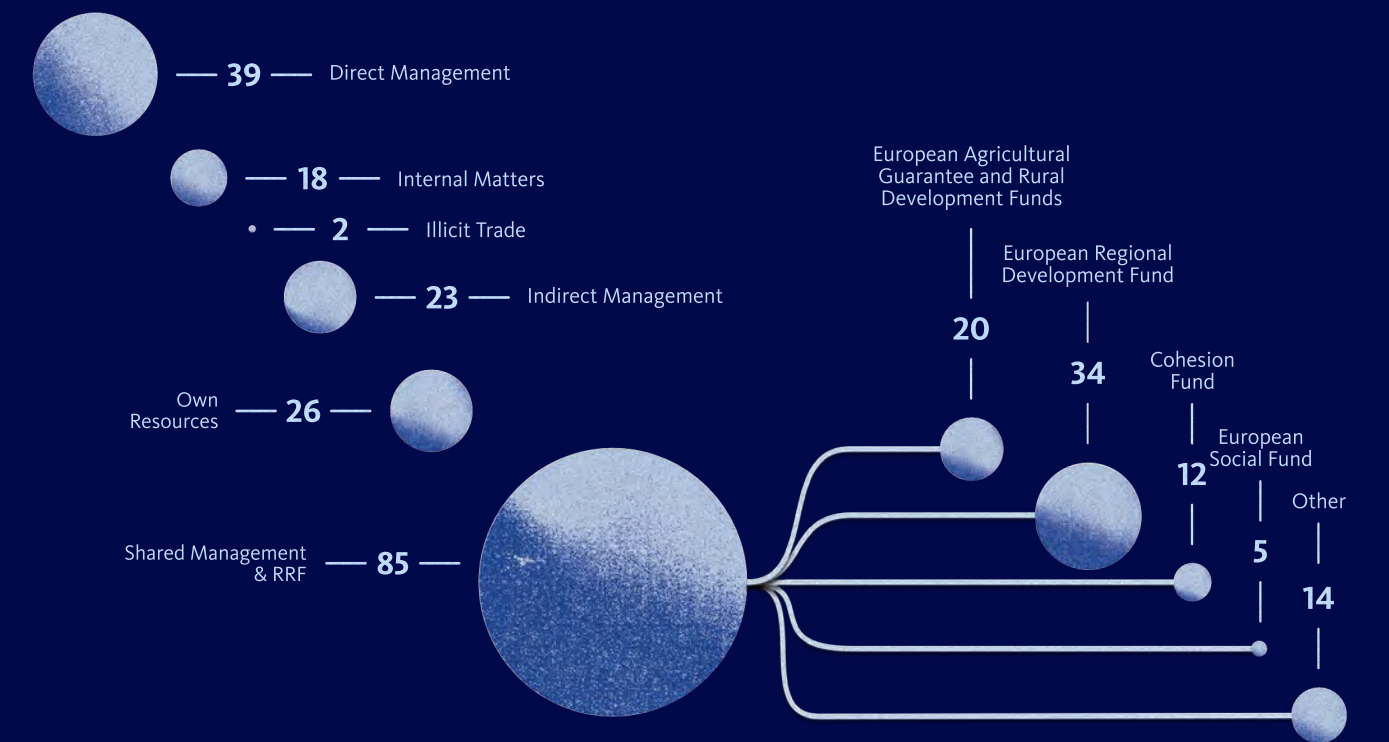 39
Direct Management
18
Internal Matters
2
Illicit Trade
23
Indirect Management
Own
Resources
26
Shared Management
& RRF
85
European Agricultural
Guarantee and Rural
Development Funds
20
European Regional
Development Fund
34
Cohesion
Fund
12
European
Social Fund
5
Other
14